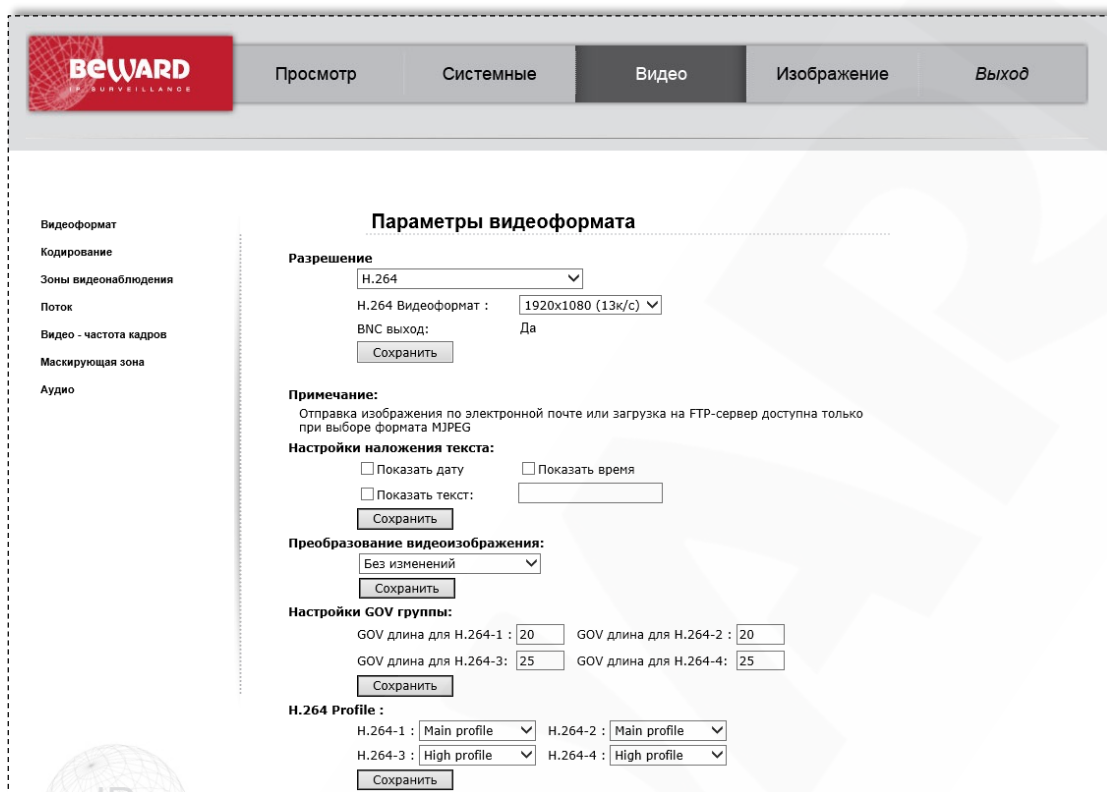 BEWARD
IP SURVEILLANCE
Просмотр Системные Видео Изображение Выход
Видеоформат
Кодирование
Зоны видеонаблюдения
Поток
Видео - частота кадров
Маскирующая зона
Аудио
Параметры видеоформата
Разрешение
H.264
H.264 Видеоформат : 1920x1080 (13к/с)
BNC выход: Да
Сохранить
Примечание:
Отправка изображения по электронной почте или загрузка на FTP-сервер доступна только
при выборе формата MJPEG
Настройки наложения текста:
Показать дату Показать время
Показать текст:
Сохранить
Преобразование видеоизображения:
Без изменений
Сохранить
Настройки GOV группы:
GOV длина для H.264-1 : 20 GOV длина для H.264-2 : 20
GOV длина для H.264-3: 25 GOV длина для H.264-4: 25
Сохранить
H.264 Profile :
H.264-1 : Main profile H.264-2 : Main profile
H.264-3 : High profile H.264-4 : High profile
Сохранить